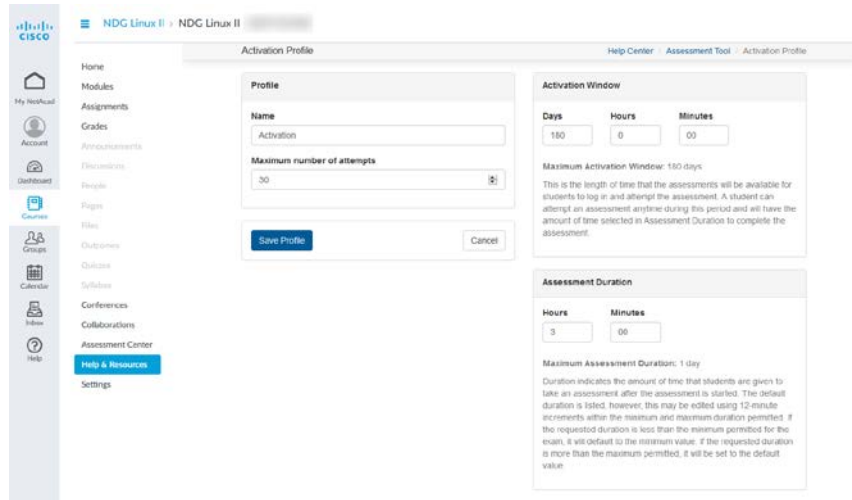 CISCO
NDG Linux II › NDG Linux II
Activation Profile
Help Center / Assessment Tool / Activation Profile
My NetAcad
Account
Dashboard
Courses
Groups
Calendar
Inbox
Help
Home
Modules
Assignments
Grades
Announcements
Discussions
People
Pages
Files
Outcomes
Quizzes
Syllabus
Conferences
Collaborations
Assessment Center
Help & Resources
Settings
Profile
Name
Activation
Maximum number of attempts
50
Save Profile
Cancel
Activation Window
Days Hours Minutes
180 0 00
Maximum Activation Window: 180 days
This is the length of time that the assessments will be available for
students to log in and attempt the assessment. A student can
attempt an assessment anytime during this period and will have the
amount of time selected in Assessment Duration to complete the
assessment.
Assessment Duration
Hours Minutes
3 00
Maximum Assessment Duration: 1 day
Duration indicates the amount of time that students are given to
take an assessment after the assessment is started. The default
duration is listed, however, this may be edited using 12-minute
increments within the minimum and maximum duration permitted. If
the requested duration is less than the minimum permitted for the
exam, it will default to the minimum value. If the requested duration
is more than the maximum permitted, it will be set to the default
value